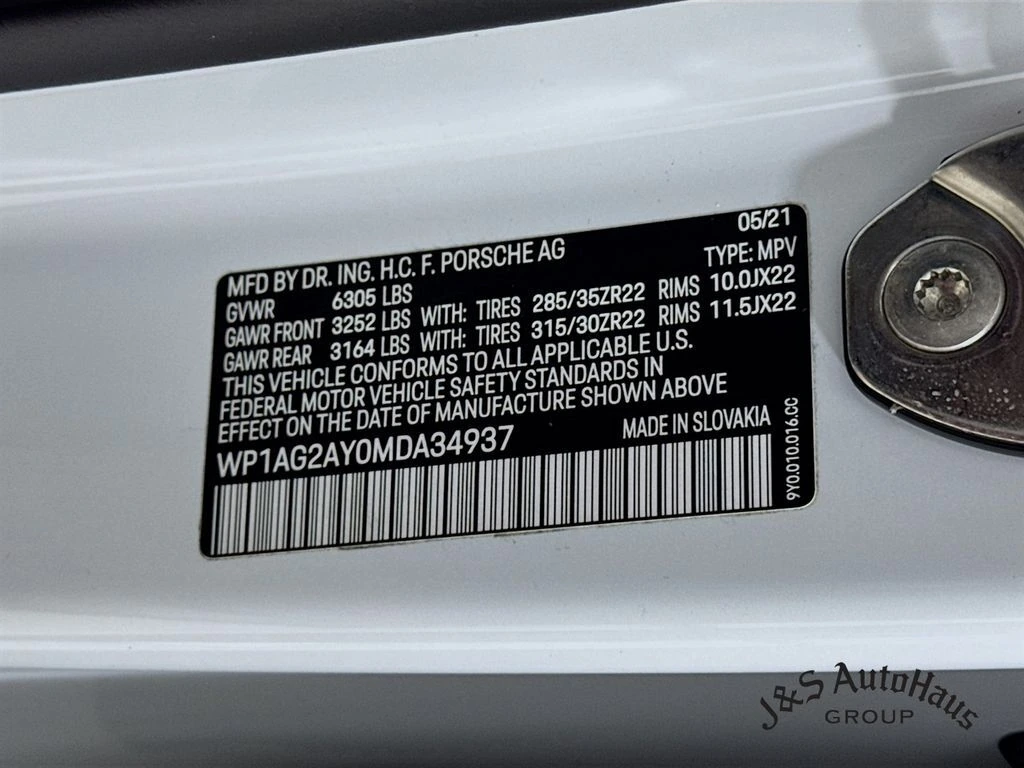 05/21
MFD BY DR. ING. H.C. F. PORSCHE AG TYPE: MPV
GVWR 6305 LBS
GAWR FRONT 3252 LBS WITH: TIRES 285/35ZR22 RIMS 10.0JX22
GAWR REAR 3164 LBS WITH: TIRES 315/30ZR22 RIMS 11.5JX22
THIS VEHICLE CONFORMS TO ALL APPLICABLE U.S.
FEDERAL MOTOR VEHICLE SAFETY STANDARDS IN
EFFECT ON THE DATE OF MANUFACTURE SHOWN ABOVE
WP1AG2AY0MDA34937 MADE IN SLOVAKIA
9Y0.010.016.CC
J&S AutoHaus
GROUP